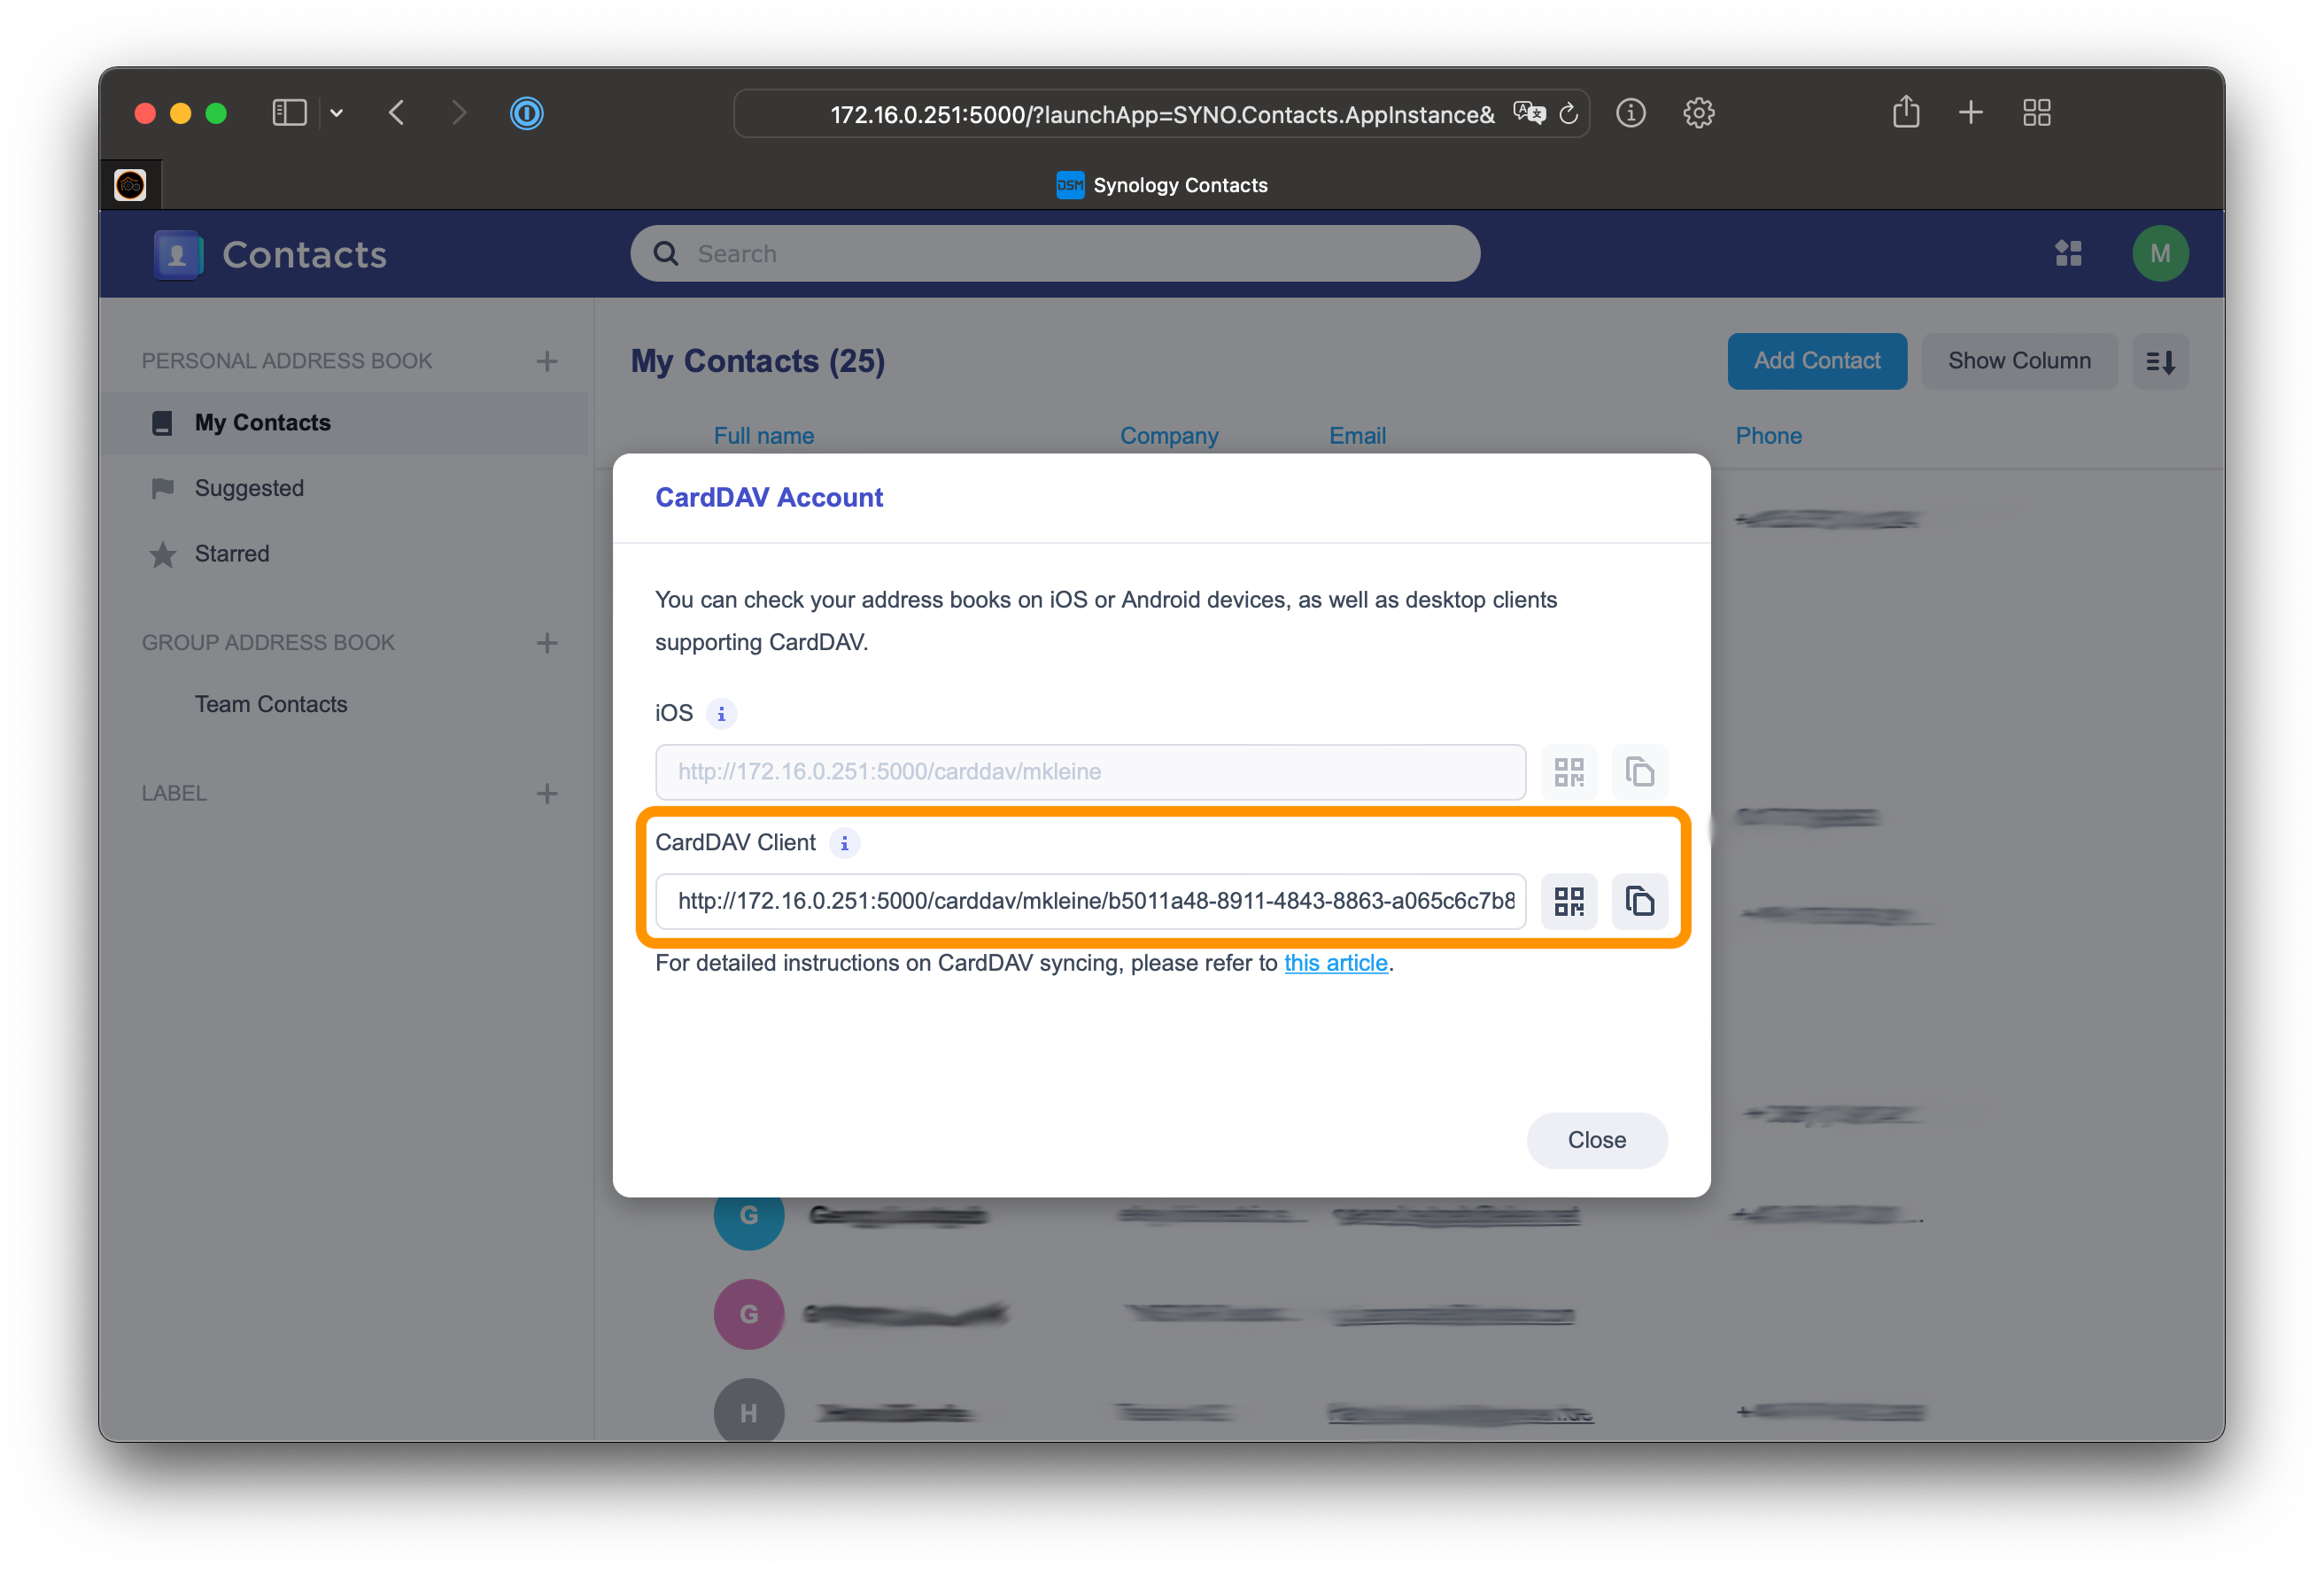 172.16.0.251:5000/?launchApp=SYNO.Contacts.AppInstance&
DSM Synology Contacts
Contacts
Search
M
PERSONAL ADDRESS BOOK
My Contacts
Suggested
Starred
GROUP ADDRESS BOOK
Team Contacts
LABEL
My Contacts (25)
Add Contact
Show Column
Full name Company Email Phone
CardDAV Account
You can check your address books on iOS or Android devices, as well as desktop clients
supporting CardDAV.
iOS
http://172.16.0.251:5000/carddav/mkleine
CardDAV Client
http://172.16.0.251:5000/carddav/mkleine/b5011a48-8911-4843-8863-a065c6c7b8
For detailed instructions on CardDAV syncing, please refer to this article.
Close
G
G
H